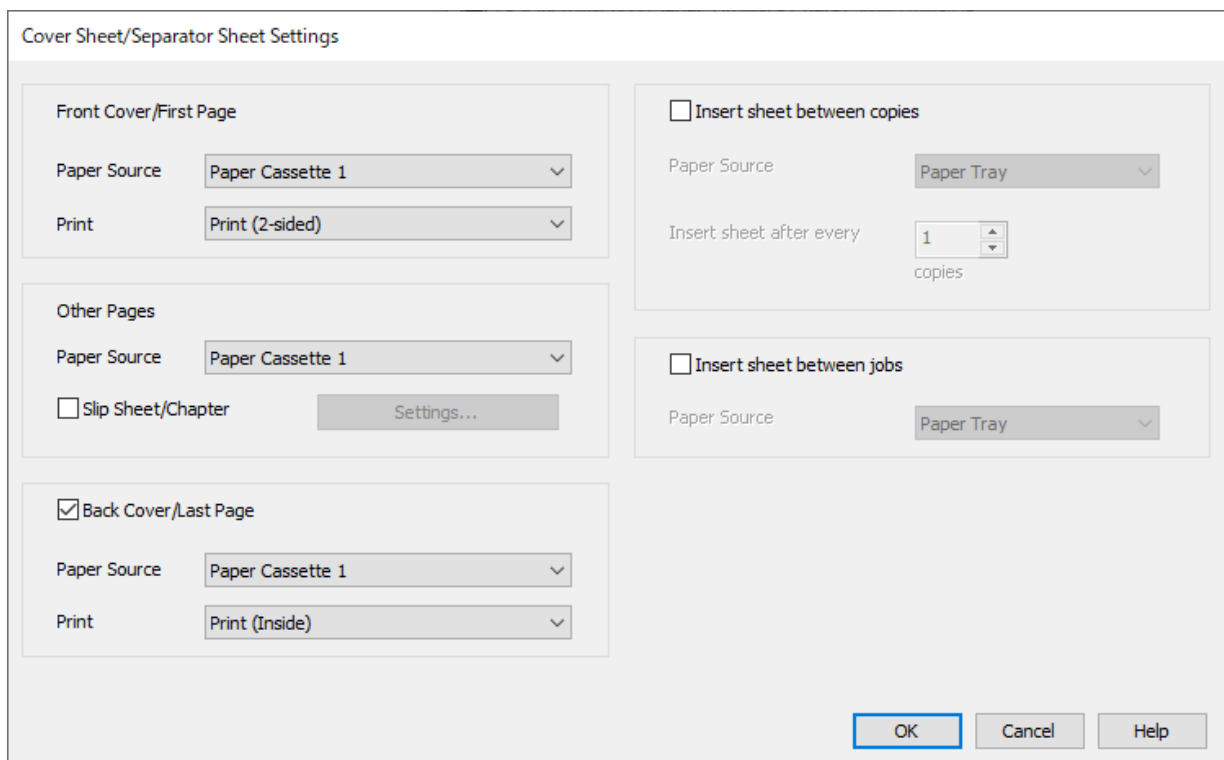 Cover Sheet/Separator Sheet Settings
Front Cover/First Page
Paper Source Paper Cassette 1
Print Print (2-sided)
Other Pages
Paper Source Paper Cassette 1
Slip Sheet/Chapter Settings...
Back Cover/Last Page
Paper Source Paper Cassette 1
Print Print (Inside)
Insert sheet between copies
Paper Source Paper Tray
Insert sheet after every 1
copies
Insert sheet between jobs
Paper Source Paper Tray
OK Cancel Help